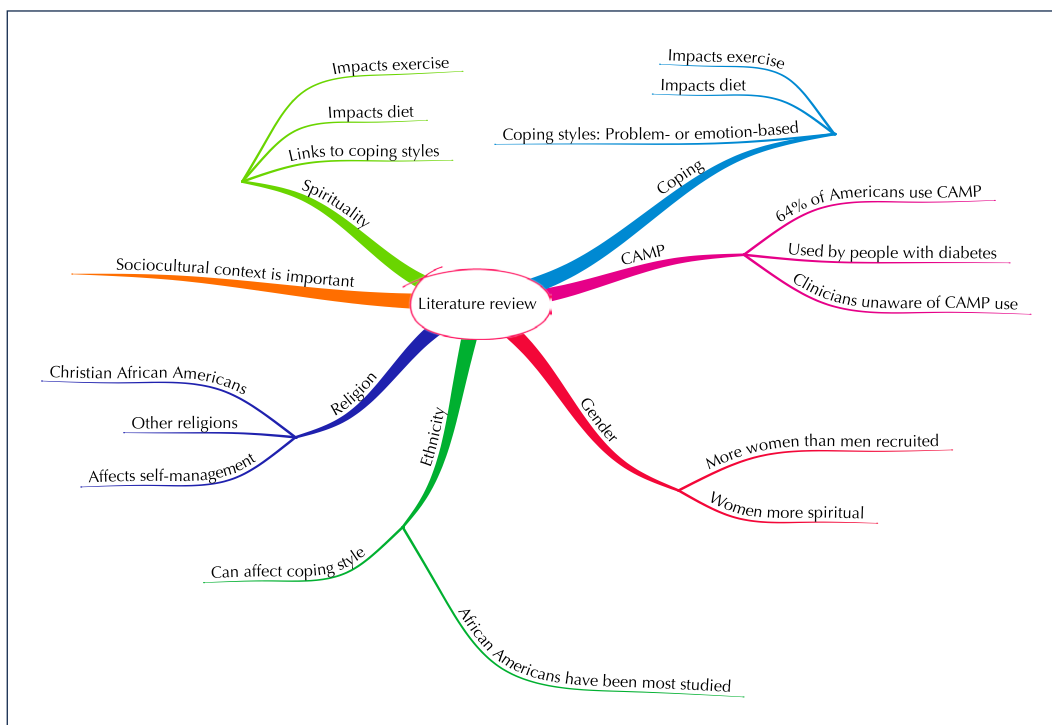 Literature review
Coping
Impacts exercise
Impacts diet
Coping styles: Problem- or emotion-based
CAMP
64% of Americans use CAMP
Used by people with diabetes
Clinicians unaware of CAMP use
Gender
More women than men recruited
Women more spiritual
Ethnicity
African Americans have been most studied
Can affect coping style
Religion
Christian African Americans
Other religions
Affects self-management
Sociocultural context is important
Spirituality
Impacts exercise
Impacts diet
Links to coping styles